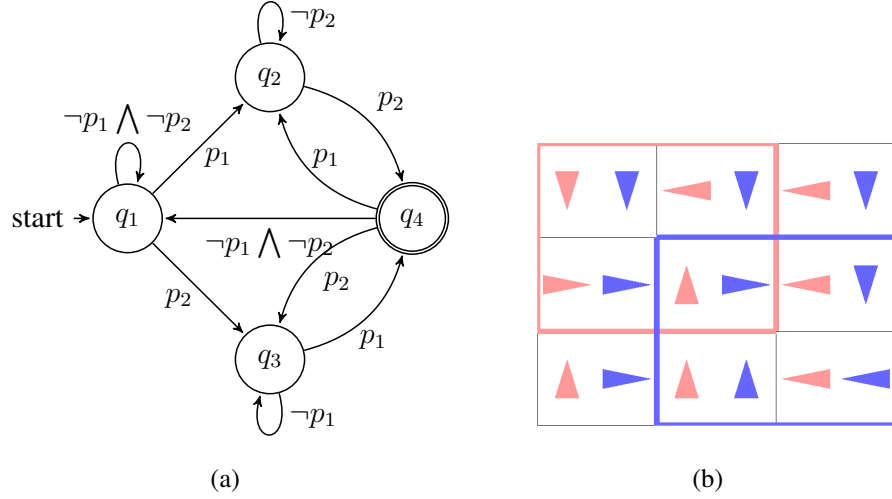 ¬p₂
q₂
p₂
¬p₁ ⋀ ¬p₂
p₁
p₁
start
q₁
q₄
¬p₁ ⋀ ¬p₂
p₂
p₂
p₁
q₃
¬p₁
(a)
(b)